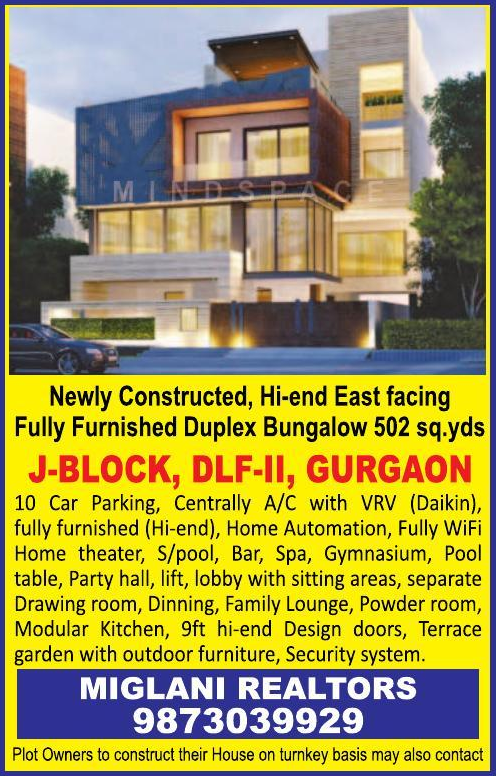 MINDSPACE
Newly Constructed, Hi-end East facing
Fully Furnished Duplex Bungalow 502 sq.yds
J-BLOCK, DLF-II, GURGAON
10 Car Parking, Centrally A/C with VRV (Daikin),
fully furnished (Hi-end), Home Automation, Fully WiFi
Home theater, S/pool, Bar, Spa, Gymnasium, Pool
table, Party hall, lift, lobby with sitting areas, separate
Drawing room, Dinning, Family Lounge, Powder room,
Modular Kitchen, 9ft hi-end Design doors, Terrace
garden with outdoor furniture, Security system.
MIGLANI REALTORS
9873039929
Plot Owners to construct their House on turnkey basis may also contact